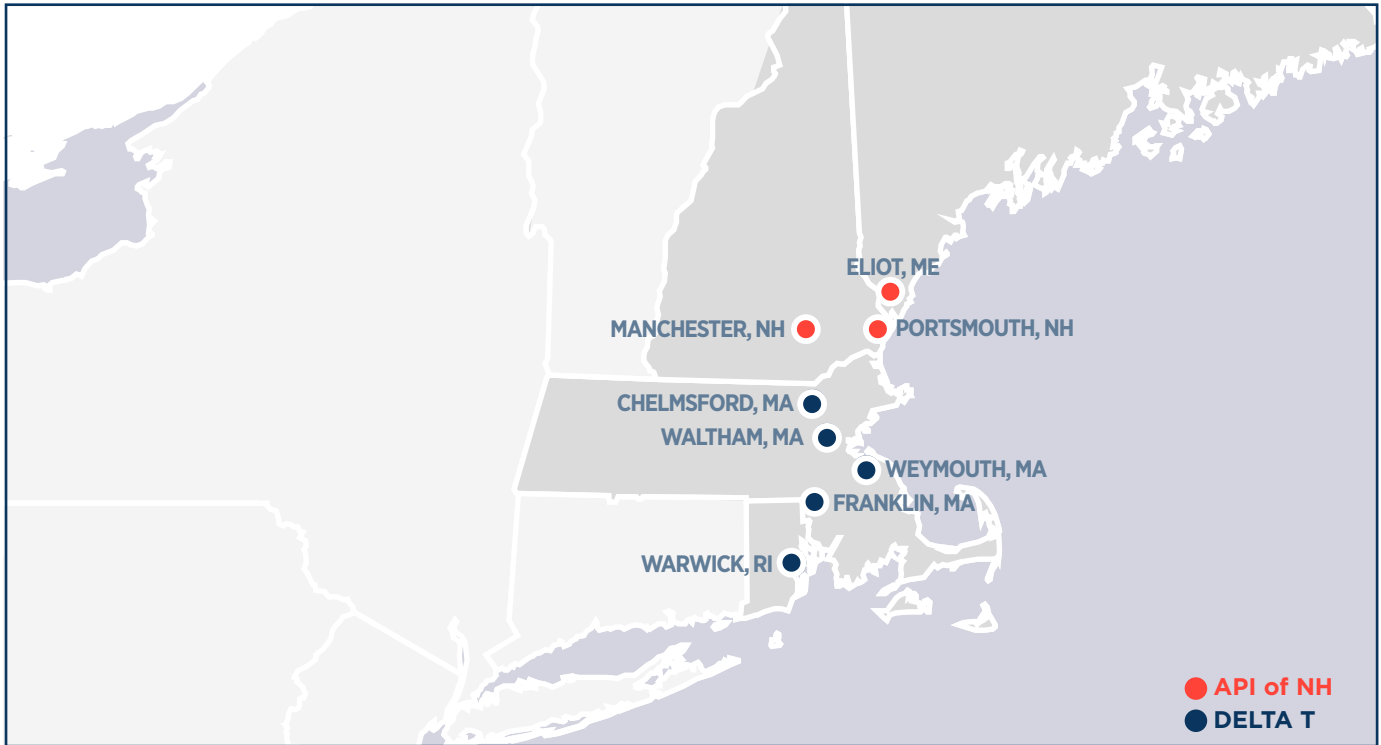 ELIOT, ME
MANCHESTER, NH
PORTSMOUTH, NH
CHELMSFORD, MA
WALTHAM, MA
WEYMOUTH, MA
FRANKLIN, MA
WARWICK, RI
API of NH
DELTA T